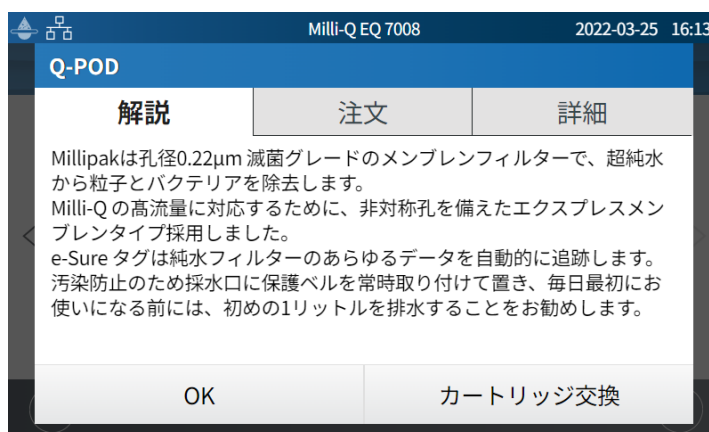 Milli-Q EQ 7008 2022-03-25 16:13
Q-POD
解説 注文 詳細
Millipakは孔径0.22µm 滅菌グレードのメンブレンフィルターで、超純水
から粒子とバクテリアを除去します。
Milli-Q の髙流量に対応するために、非対称孔を備えたエクスプレスメン
ブレンタイプ採用しました。
e-Sure タグは純水フィルターのあらゆるデータを自動的に追跡します。
汚染防止のため採水口に保護ベルを常時取り付けて置き、毎日最初にお
使いになる前には、初めの1リットルを排水することをお勧めします。
OK カートリッジ交換